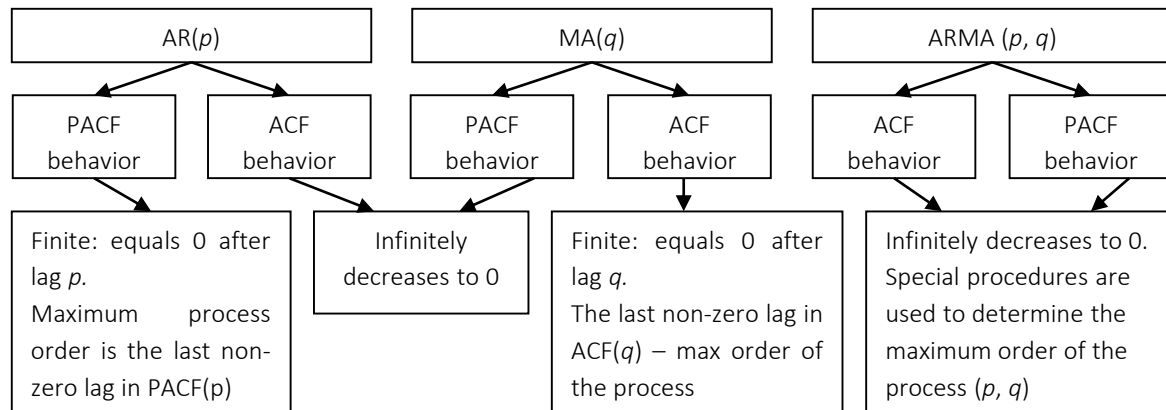 AR(p)
MA(q)
ARMA (p, q)
PACF
behavior
ACF
behavior
PACF
behavior
ACF
behavior
ACF
behavior
PACF
behavior
Finite: equals 0 after
lag p.
Maximum process
order is the last non-
zero lag in PACF(p)
Infinitely
decreases to 0
Finite: equals 0 after
lag q.
The last non-zero lag in
ACF(q) – max order of
the process
Infinitely decreases to 0.
Special procedures are
used to determine the
maximum order of the
process (p, q)